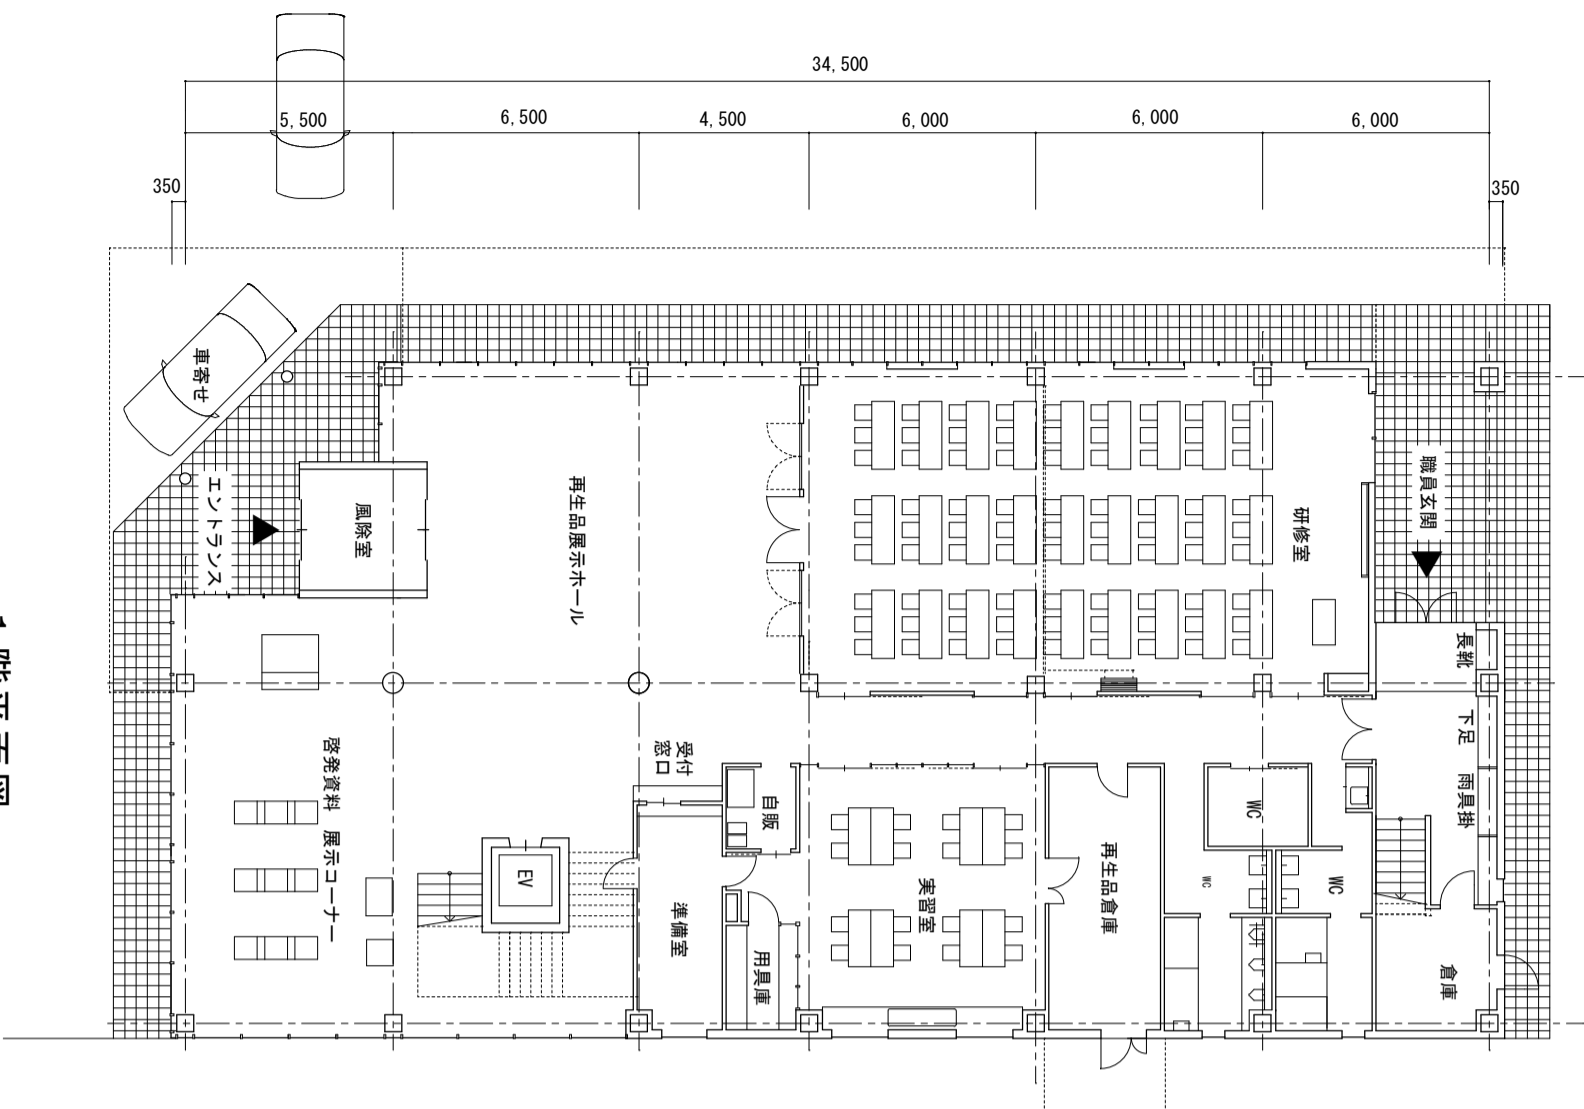 34,500
5,500
6,500
4,500
6,000
6,000
6,000
350
350
車寄せ
エントランス
風除室
再生品展示ホール
研修室
職員玄関
長靴
下足 雨具掛
啓発資料 展示コーナー
受付
窓口
自販
EV
準備室
用具庫
実習室
再生品倉庫
WC
WC
WC
倉庫